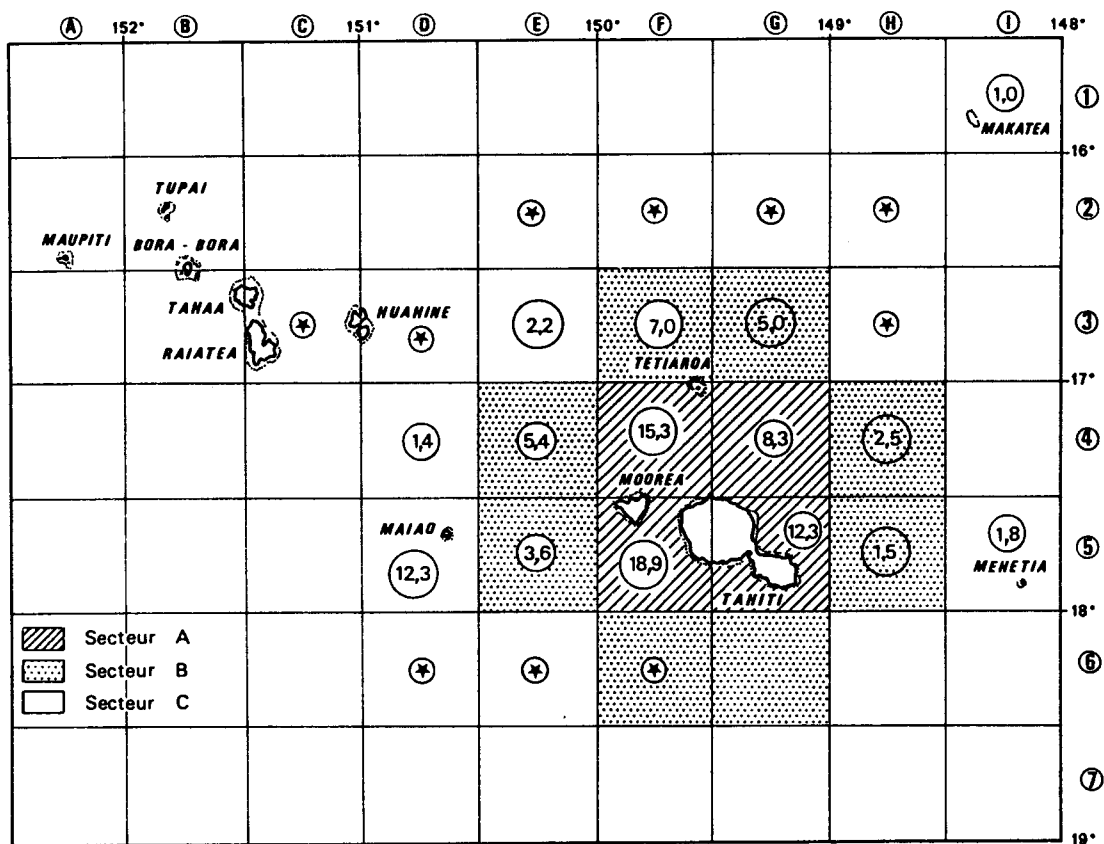 A 152° B C 151° D E 150° F G 149° H I 148°
1,0 1
MAKATEA
16°
TUPAI
2
MAUPITI BORA-BORA
TAHAA HUAHINE 2,2 7,0 5,0 3
RAIATEA TETIAROA
17°
1,4 5,4 15,3 8,3 2,5 4
MOOREA
MAIAO 12,3 1,8 5
12,3 3,6 18,9 1,5 MEHETIA
TAHITI
18°
Secteur A
Secteur B 6
Secteur C
7
19°